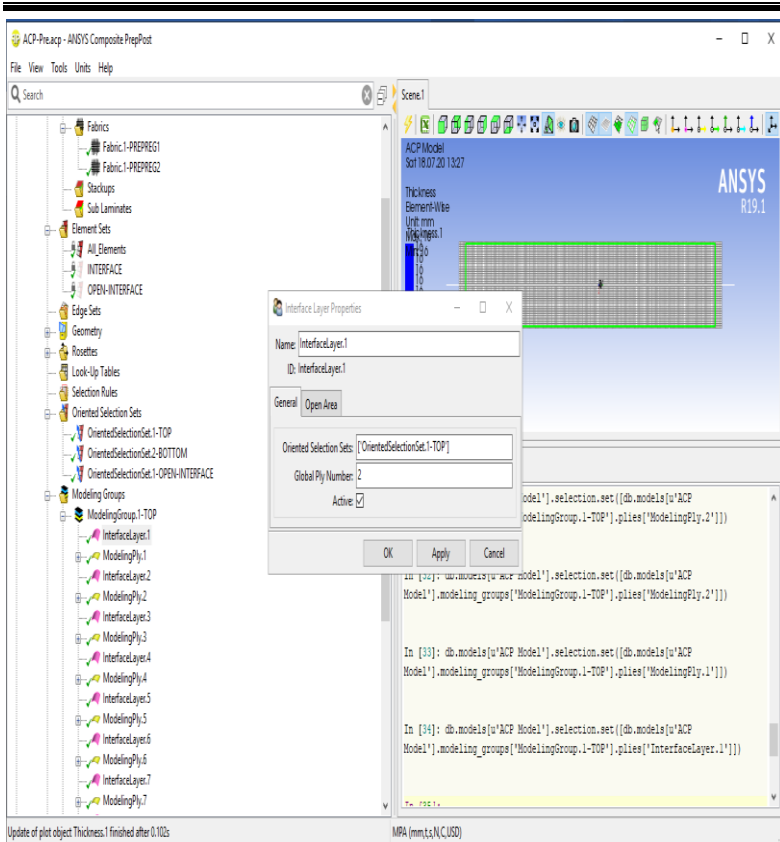 ACP-Pre.acp - ANSYS Composite PrepPost
File View Tools Units Help
Search
Fabrics
Fabric.1-PREPREG1
Fabric.1-PREPREG2
Stackups
Sub Laminates
Element Sets
All_Elements
INTERFACE
OPEN-INTERFACE
Edge Sets
Geometry
Rosettes
Look-Up Tables
Selection Rules
Oriented Selection Sets
OrientedSelectionSet.1-TOP
OrientedSelectionSet.2-BOTTOM
OrientedSelectionSet.1-OPEN-INTERFACE
Modeling Groups
ModelingGroup.1-TOP
InterfaceLayer.1
ModelingPly.1
InterfaceLayer.2
ModelingPly.2
InterfaceLayer.3
ModelingPly.3
InterfaceLayer.4
ModelingPly.4
InterfaceLayer.5
ModelingPly.5
InterfaceLayer.6
ModelingPly.6
InterfaceLayer.7
ModelingPly.7
Scene.1
ACP Model
Sat 18.07.20 13:27
Thickness
Element-Wise
Unit: mm
ANSYS
R19.1
Interface Layer Properties
Name: InterfaceLayer.1
ID: InterfaceLayer.1
General Open Area
Oriented Selection Sets: ['OrientedSelectionSet.1-TOP']
Global Ply Number: 2
Active:
OK Apply Cancel
odel'].selection.set([db.models[u'ACP
odelingGroup.1-TOP'].plies['ModelingPly.2']])
In [32]: db.models[u'ACP Model'].selection.set([db.models[u'ACP
Model'].modeling_groups['ModelingGroup.1-TOP'].plies['ModelingPly.2']])
In [33]: db.models[u'ACP Model'].selection.set([db.models[u'ACP
Model'].modeling_groups['ModelingGroup.1-TOP'].plies['ModelingPly.1']])
In [34]: db.models[u'ACP Model'].selection.set([db.models[u'ACP
Model'].modeling_groups['ModelingGroup.1-TOP'].plies['InterfaceLayer.1']])
In [35]:
Update of plot object Thickness.1 finished after 0.102s
MPA (mm,t,s,N,C,USD)